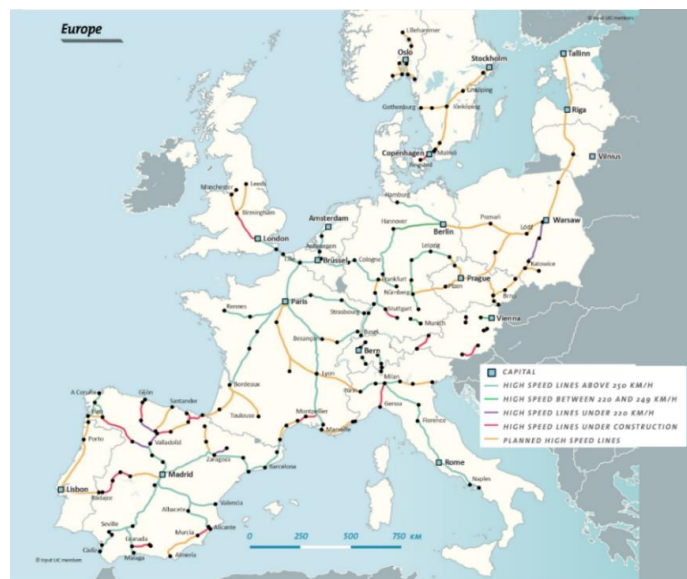 Europe
© Input UIC members
Lillehammer
Oslo
Stockholm
Tallinn
Linköping
Gothenburg
Jönköping
Riga
Copenhagen
Malmö
Vilnius
Leeds
Manchester
Birmingham
Hamburg
Amsterdam
Hannover
Poznań
Warsaw
London
Berlin
Łódź
Antwerpen
Leipzig
Lille
Brüssel
Cologne
Katowice
Frankfurt
Prague
Plzen
Nürnberg
Brno
Paris
Rennes
Strasbourg
Stuttgart
Munich
Vienna
Basel
Besançon
Bern
Lyon
Milan
Bordeaux
Turin
A Coruña
Gijón
Santander
Toulouse
Montpellier
Genoa
Marseille
Florence
Porto
Valladolid
Zaragoza
Barcelona
Madrid
Rome
Lisbon
Badajoz
Naples
Valencia
Albacete
Seville
Murcia
Alicante
Granada
Cádiz
Málaga
Almería
CAPITAL
HIGH SPEED LINES ABOVE 250 KM/H
HIGH SPEED BETWEEN 220 AND 249 KM/H
HIGH SPEED LINES UNDER 220 KM/H
HIGH SPEED LINES UNDER CONSTRUCTION
PLANNED HIGH SPEED LINES
0 250 500 750 KM
© Input UIC members